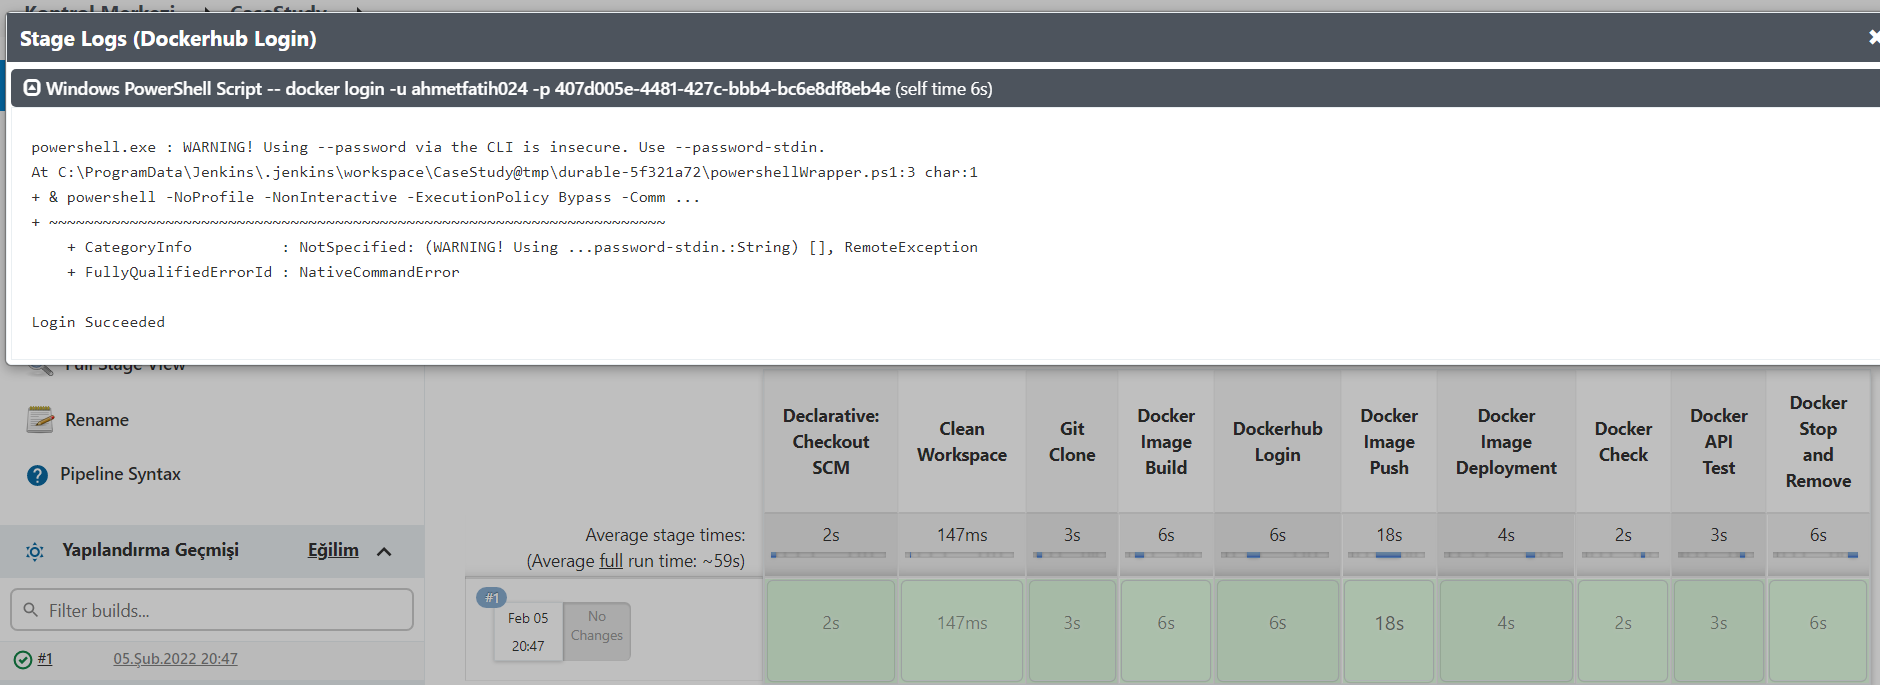 Kontrol Merkezi
CaseStudy
Stage Logs (Dockerhub Login)
Windows PowerShell Script -- docker login -u ahmetfatih024 -p 407d005e-4481-427c-bbb4-bc6e8df8eb4e (self time 6s)
powershell.exe : WARNING! Using --password via the CLI is insecure. Use --password-stdin.
At C:\ProgramData\Jenkins\.jenkins\workspace\CaseStudy@tmp\durable-5f321a72\powershellWrapper.ps1:3 char:1
+ & powershell -NoProfile -NonInteractive -ExecutionPolicy Bypass -Comm ...
+ ~~~~~~~~~~~~~~~~~~~~~~~~~~~~~~~~~~~~~~~~~~~~~~~~~~~~~~~~~~~~~~~~~~~~~
    + CategoryInfo          : NotSpecified: (WARNING! Using ...password-stdin.:String) [], RemoteException
    + FullyQualifiedErrorId : NativeCommandError
Login Succeeded
Full Stage View
Rename
Pipeline Syntax
Yapılandırma Geçmişi Eğilim
Filter builds...
#1 05.Şub.2022 20:47
Declarative:
Checkout
SCM
Clean
Workspace
Git
Clone
Docker
Image
Build
Dockerhub
Login
Docker
Image
Push
Docker
Image
Deployment
Docker
Check
Docker
API
Test
Docker
Stop
and
Remove
Average stage times:
(Average full run time: ~59s)
2s 147ms 3s 6s 6s 18s 4s 2s 3s 6s
#1
Feb 05
20:47
No
Changes
2s 147ms 3s 6s 6s 18s 4s 2s 3s 6s